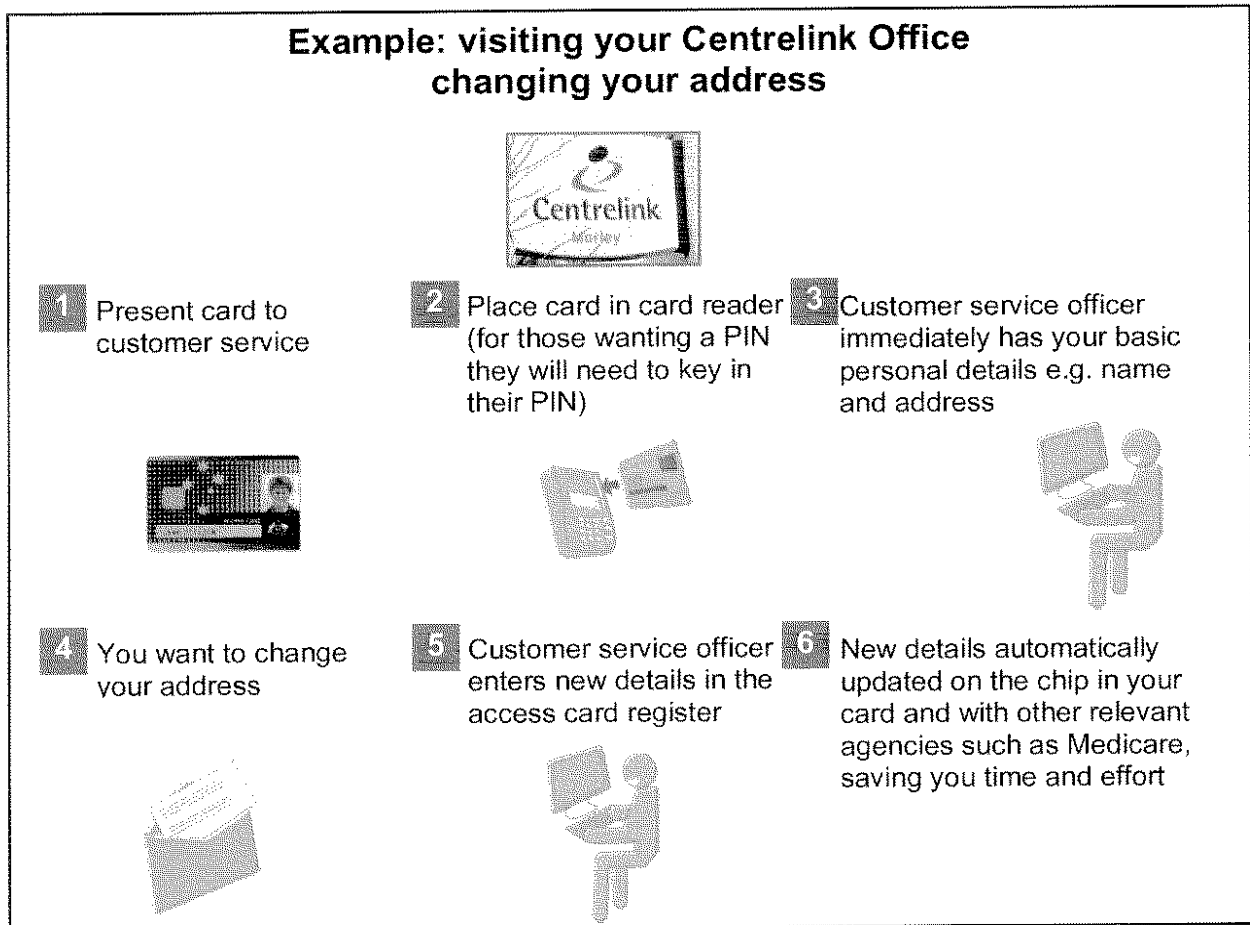 Example: visiting your Centrelink Office
changing your address
Centrelink
Morley
1
Present card to
customer service
2
Place card in card reader
(for those wanting a PIN
they will need to key in
their PIN)
3
Customer service officer
immediately has your basic
personal details e.g. name
and address
4
You want to change
your address
5
Customer service officer
enters new details in the
access card register
6
New details automatically
updated on the chip in your
card and with other relevant
agencies such as Medicare,
saving you time and effort